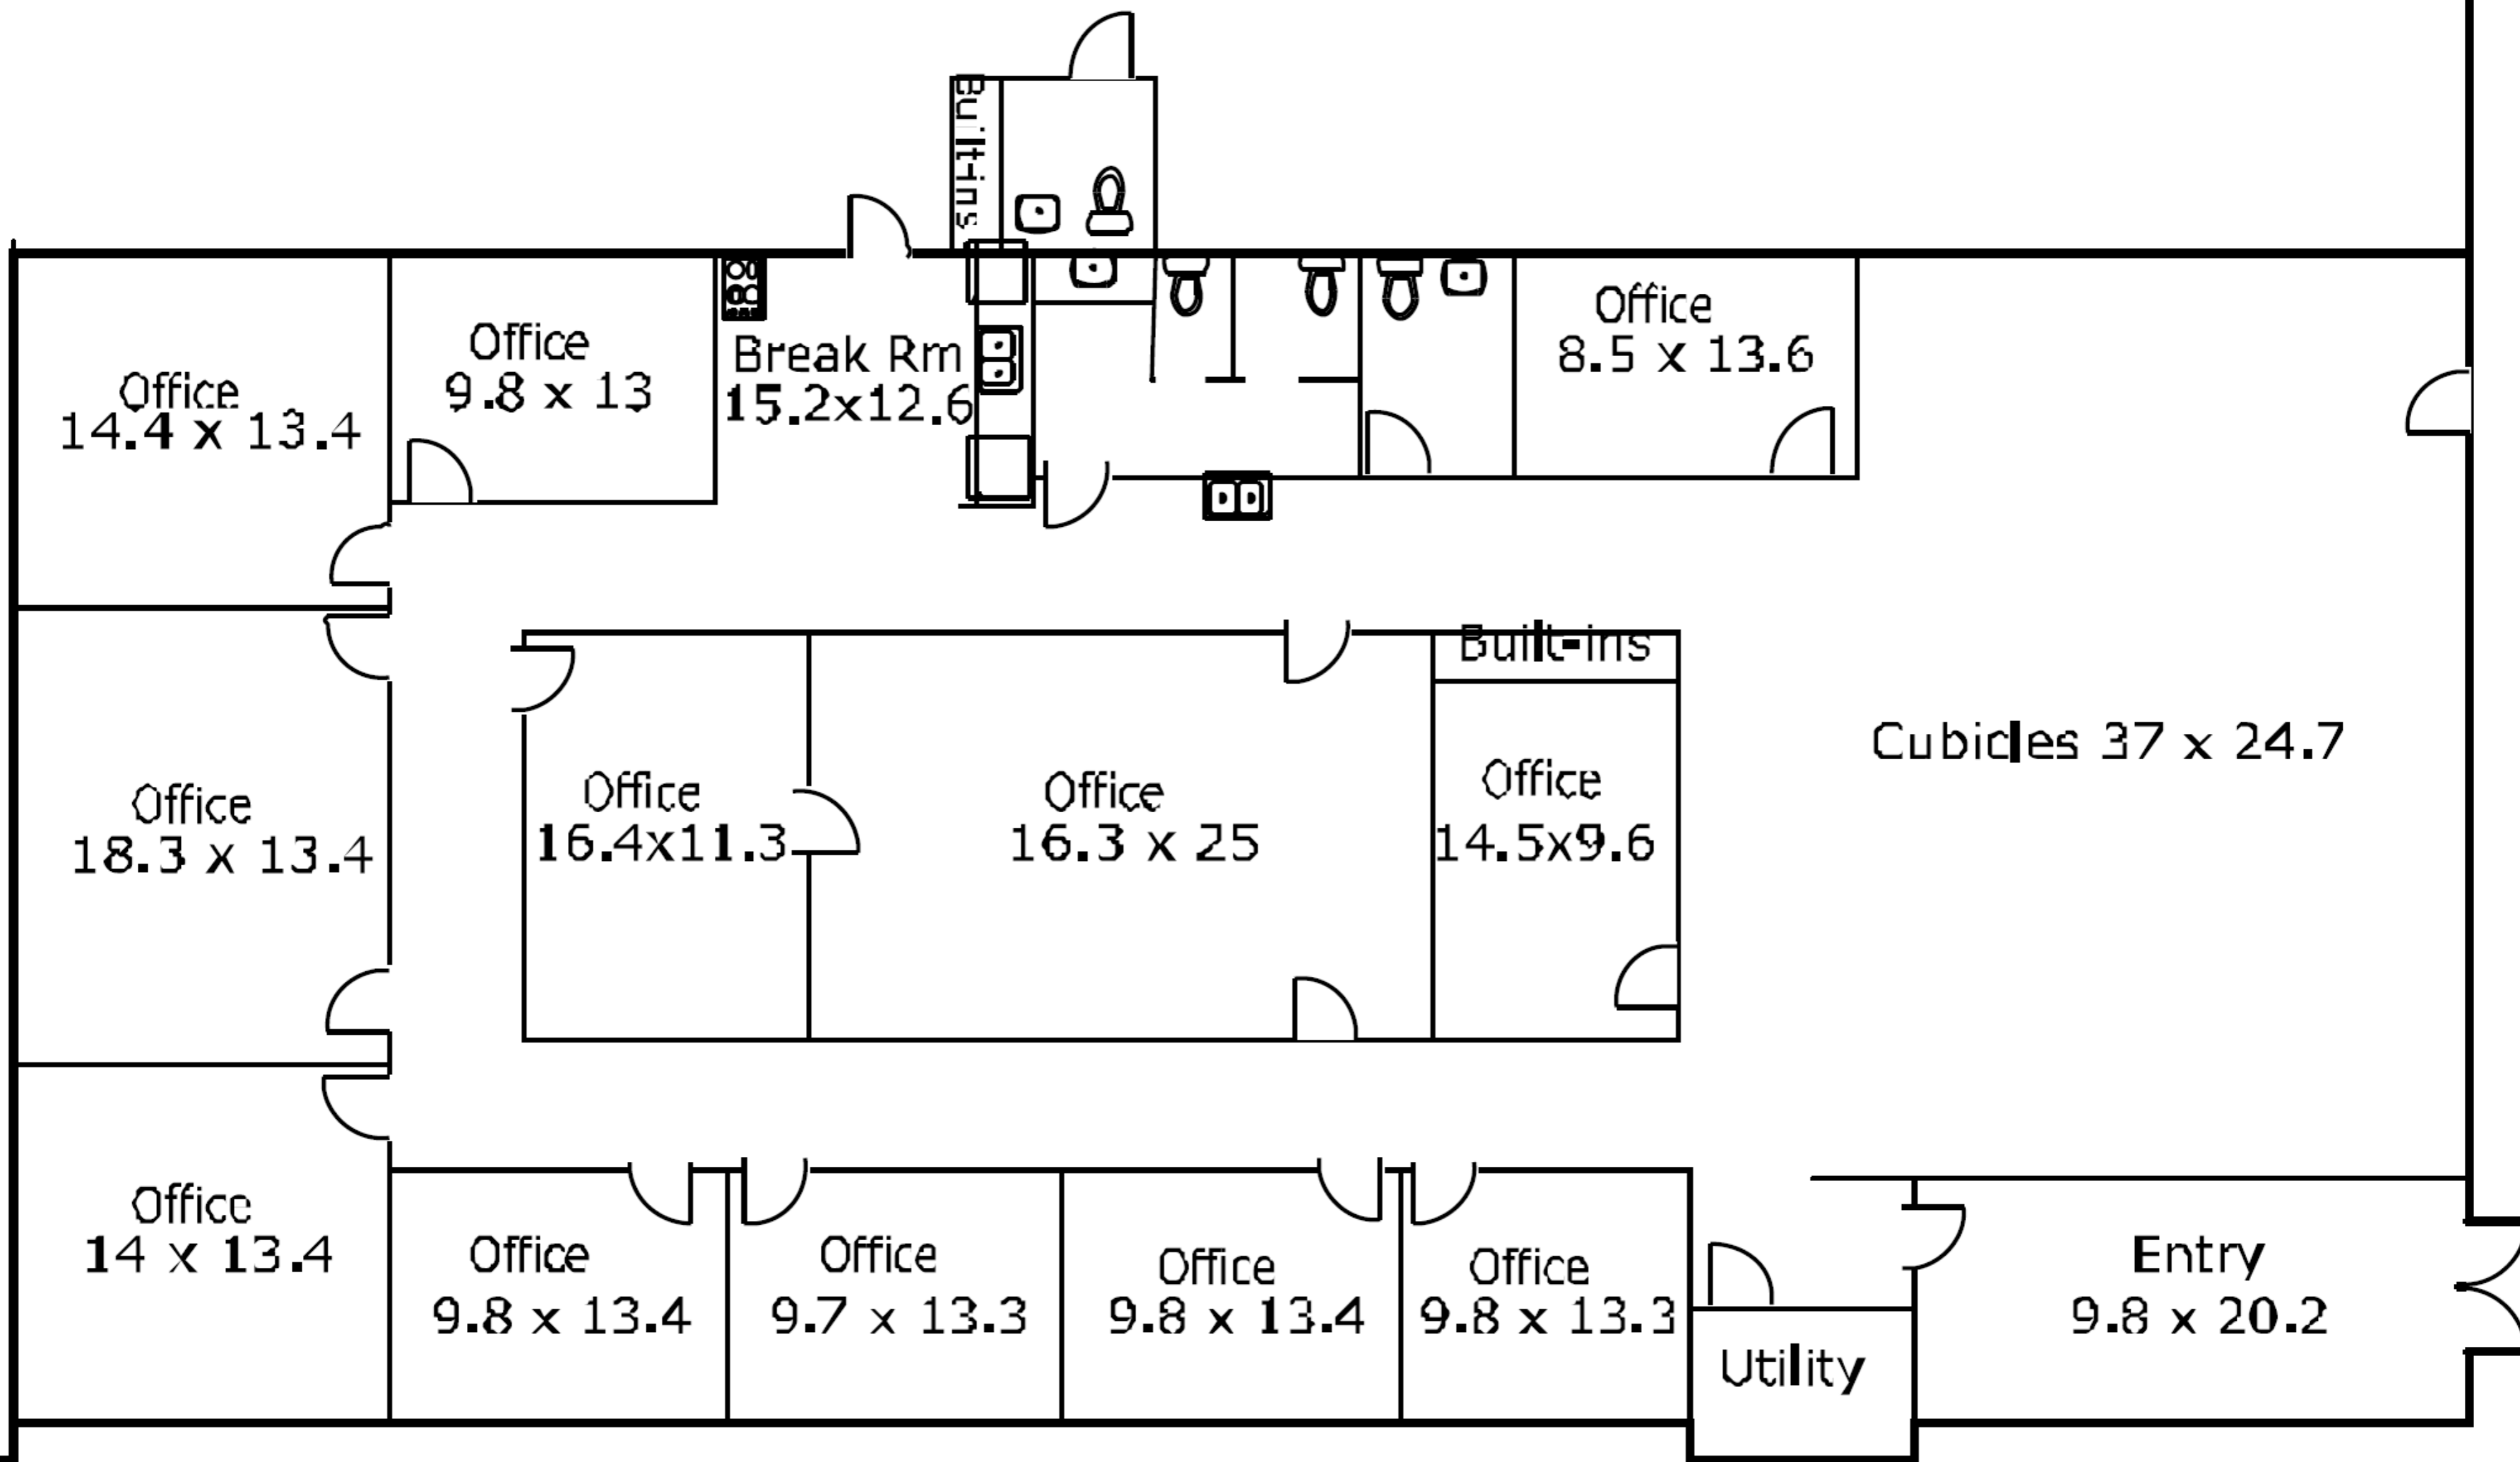 Built-ins
Office
14.4 x 13.4
Office
9.8 x 13
Break Rm
15.2x12.6
Office
8.5 x 13.6
Office
18.3 x 13.4
Office
16.4x11.3
Office
16.3 x 25
Built-ins
Office
14.5x9.6
Cubicles 37 x 24.7
Office
14 x 13.4
Office
9.8 x 13.4
Office
9.7 x 13.3
Office
9.8 x 13.4
Office
9.8 x 13.3
Utility
Entry
9.8 x 20.2